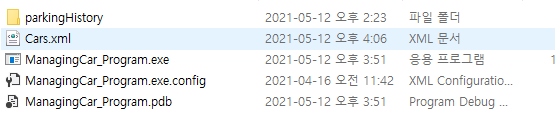 parkingHistory 2021-05-12 오후 2:23 파일 폴더
Cars.xml 2021-05-12 오후 4:06 XML 문서
ManagingCar_Program.exe 2021-05-12 오후 3:51 응용 프로그램 1
ManagingCar_Program.exe.config 2021-04-16 오전 11:42 XML Configuratio...
ManagingCar_Program.pdb 2021-05-12 오후 3:51 Program Debug ...